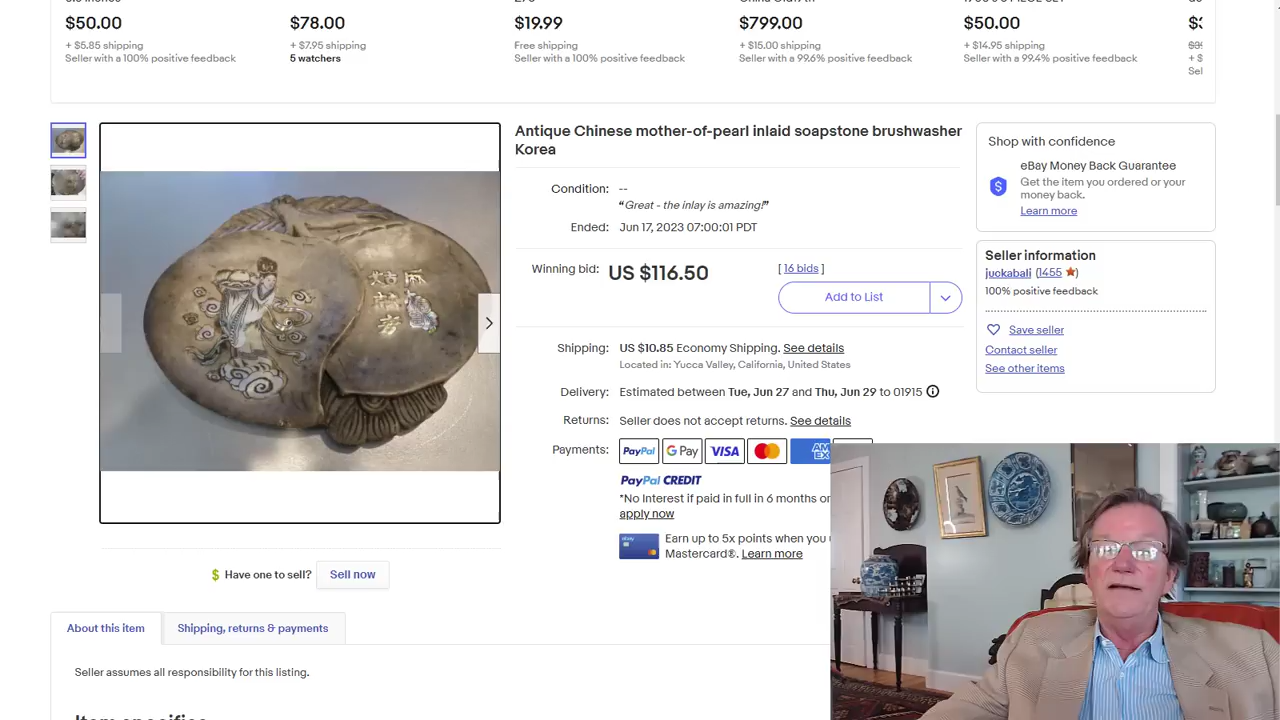 $50.00
$78.00
$19.99
$799.00
$50.00
+ $5.85 shipping
+ $7.95 shipping
Free shipping
+ $15.00 shipping
+ $14.95 shipping
Seller with a 100% positive feedback
5 watchers
Seller with a 100% positive feedback
Seller with a 99.6% positive feedback
Seller with a 99.4% positive feedback
+ $
Sel
Antique Chinese mother-of-pearl inlaid soapstone brushwasher
Korea
Condition: --
“Great - the inlay is amazing!”
Ended: Jun 17, 2023 07:00:01 PDT
Winning bid: US $116.50
[ 16 bids ]
Add to List
Shipping: US $10.85 Economy Shipping. See details
Located in: Yucca Valley, California, United States
Delivery: Estimated between Tue, Jun 27 and Thu, Jun 29 to 01915
Returns: Seller does not accept returns. See details
Payments: PayPal G Pay VISA AM EX
PayPal CREDIT
*No Interest if paid in full in 6 months or
apply now
Earn up to 5x points when you
Mastercard®. Learn more
Shop with confidence
eBay Money Back Guarantee
Get the item you ordered or your
money back.
Learn more
Seller information
juckabali (1455 )
100% positive feedback
Save seller
Contact seller
See other items
Have one to sell? Sell now
About this item
Shipping, returns & payments
Seller assumes all responsibility for this listing.